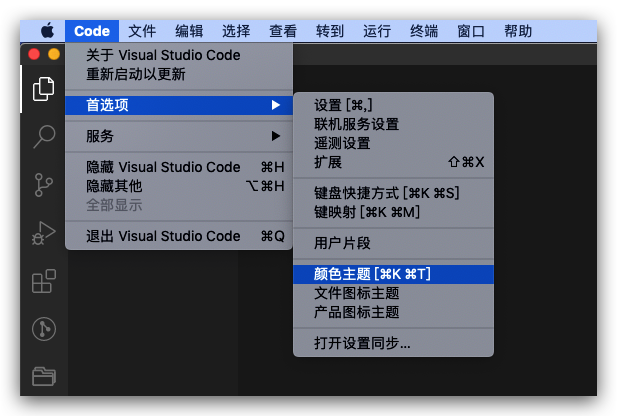 Code 文件 编辑 选择 查看 转到 运行 终端 窗口 帮助
关于 Visual Studio Code
重新启动以更新
首选项 ▶
服务 ▶
隐藏 Visual Studio Code ⌘H
隐藏其他 ⌥⌘H
全部显示
退出 Visual Studio Code ⌘Q
设置 [⌘,]
联机服务设置
遥测设置
扩展 ⇧⌘X
键盘快捷方式 [⌘K ⌘S]
键映射 [⌘K ⌘M]
用户片段
颜色主题 [⌘K ⌘T]
文件图标主题
产品图标主题
打开设置同步...